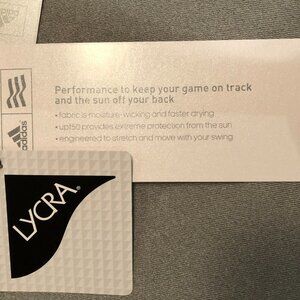 Performance to keep your game on track
and the sun off your back
• fabric is moisture-wicking and faster drying
• upf50 provides extreme protection from the sun
• engineered to stretch and move with your swing
adidas
LYCRA®